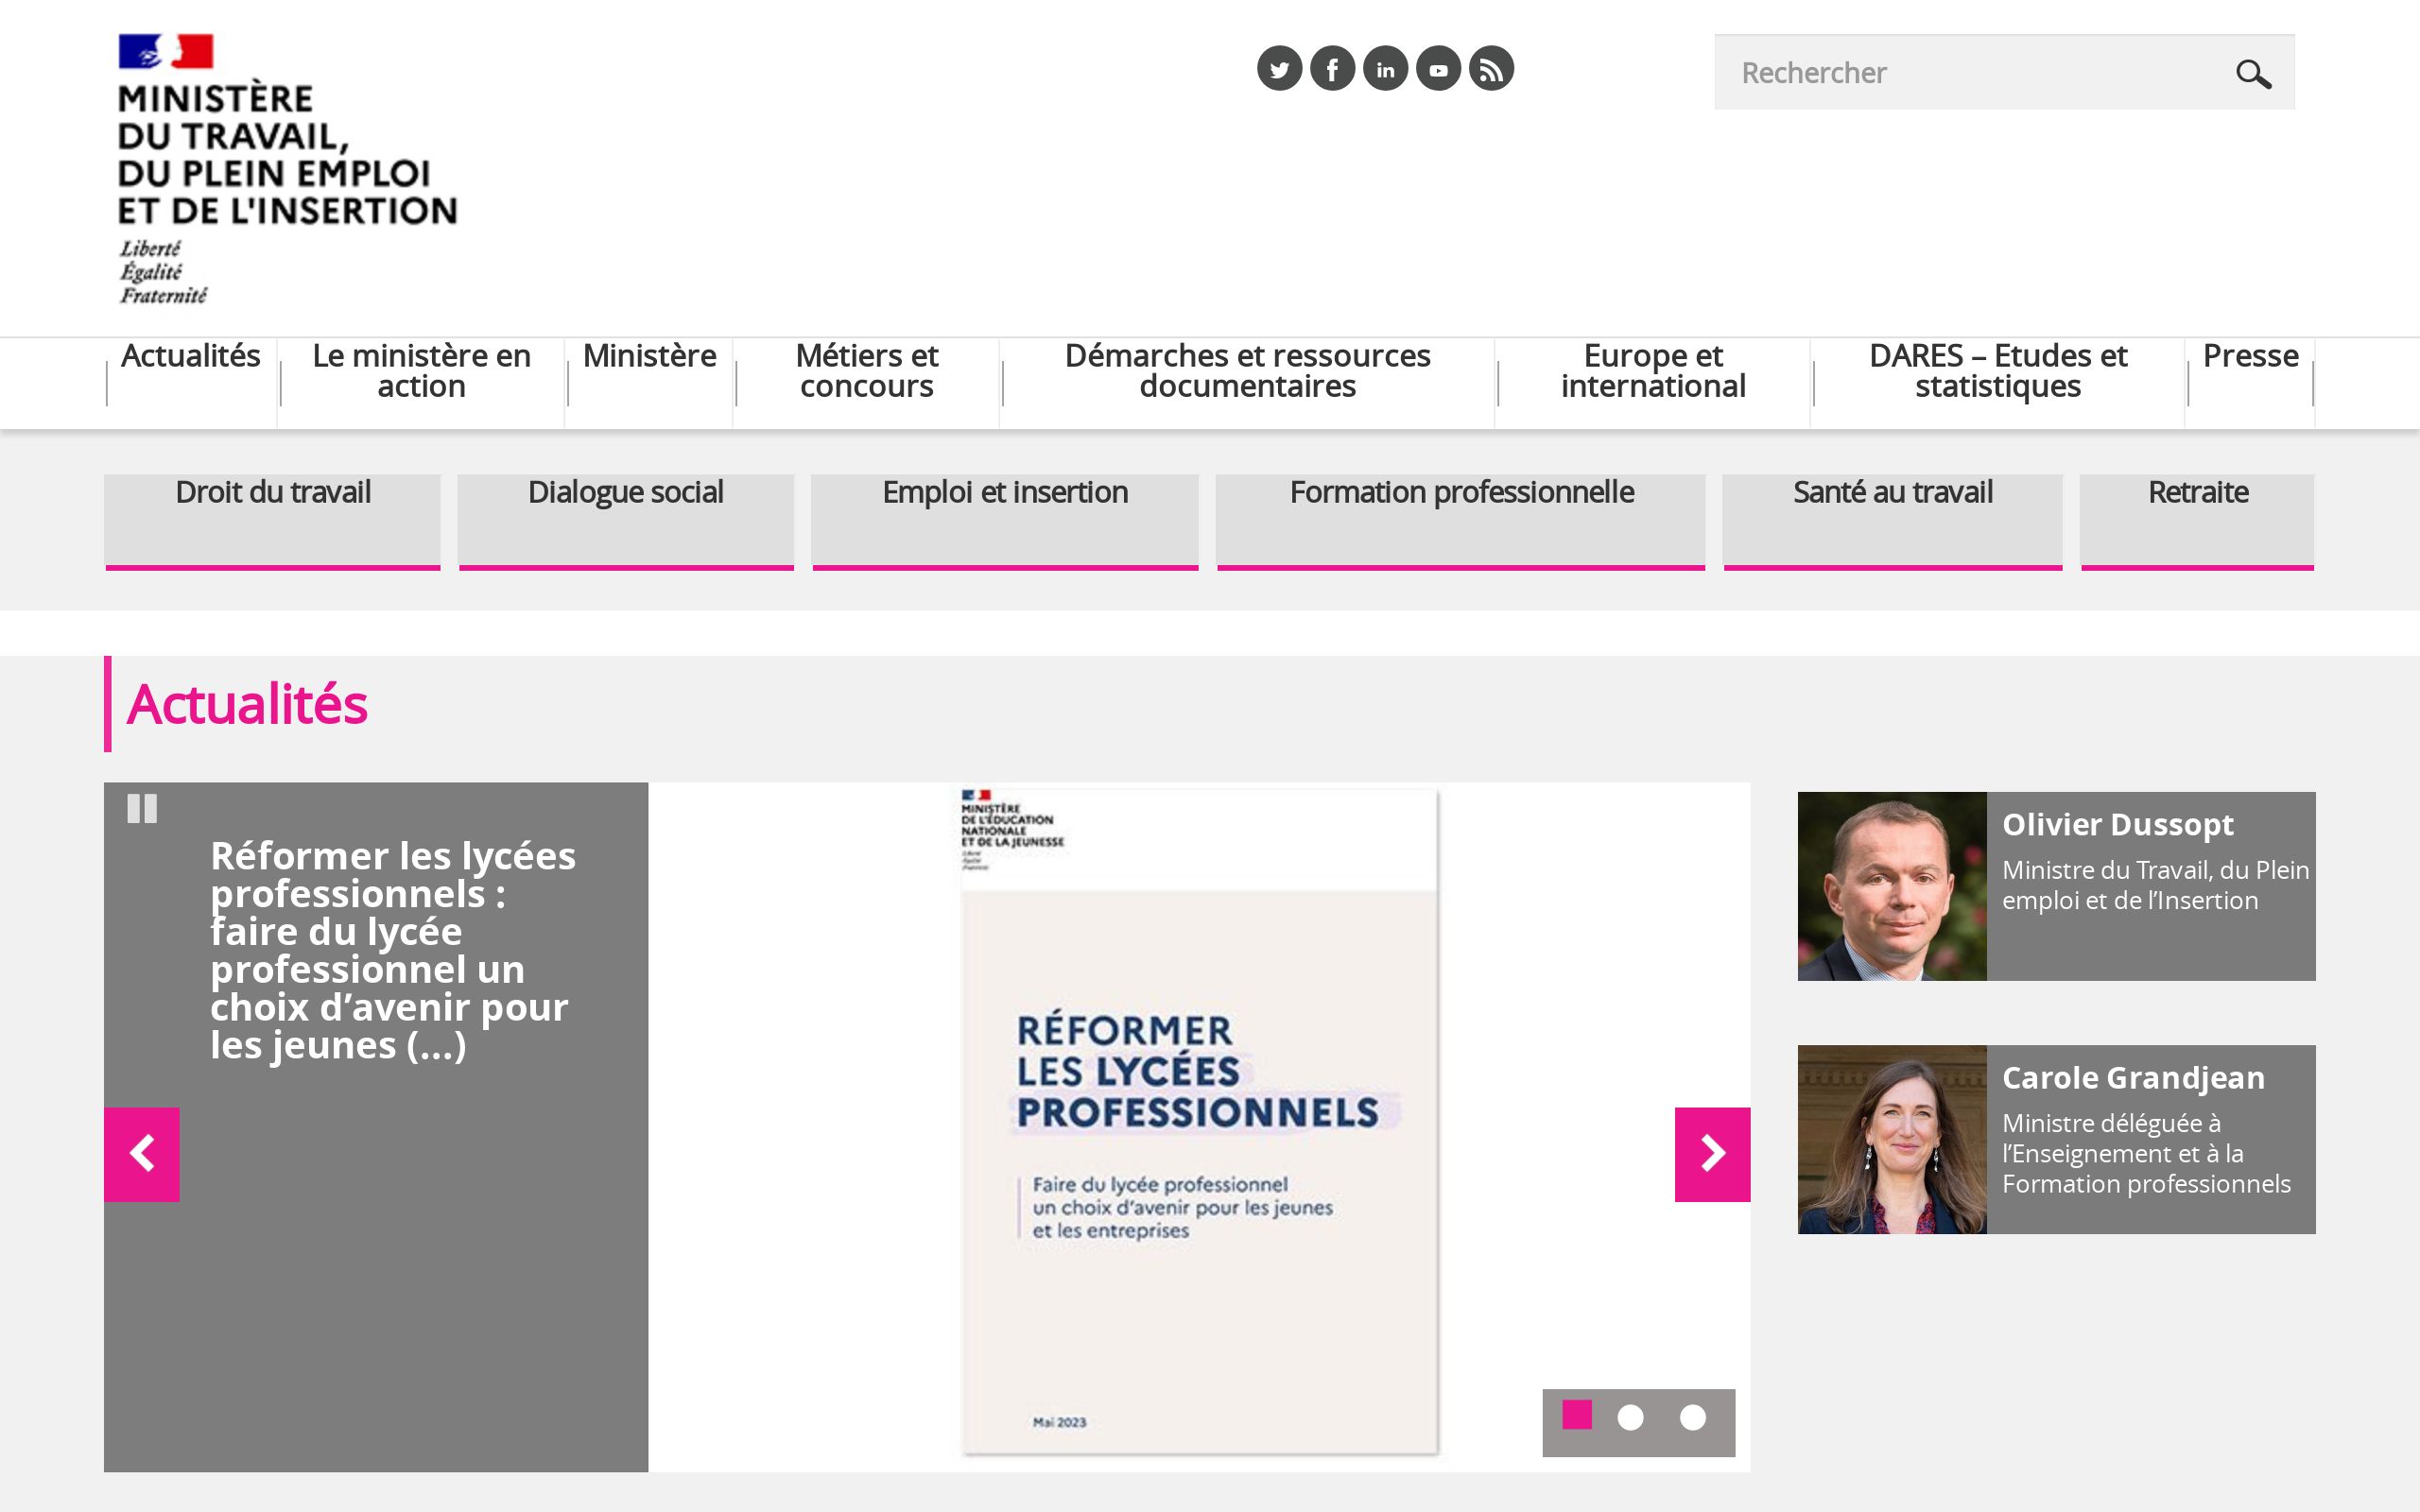 MINISTÈRE
DU TRAVAIL,
DU PLEIN EMPLOI
ET DE L'INSERTION
Liberté
Égalité
Fraternité
Rechercher
Actualités
Le ministère en
action
Ministère
Métiers et
concours
Démarches et ressources
documentaires
Europe et
international
DARES – Etudes et
statistiques
Presse
Droit du travail
Dialogue social
Emploi et insertion
Formation professionnelle
Santé au travail
Retraite
Actualités
Réformer les lycées
professionnels :
faire du lycée
professionnel un
choix d’avenir pour
les jeunes (...)
MINISTÈRE
DE L'ÉDUCATION
NATIONALE
ET DE LA JEUNESSE
RÉFORMER
LES LYCÉES
PROFESSIONNELS
Faire du lycée professionnel
un choix d’avenir pour les jeunes
et les entreprises
Mai 2023
Olivier Dussopt
Ministre du Travail, du Plein
emploi et de l’Insertion
Carole Grandjean
Ministre déléguée à
l’Enseignement et à la
Formation professionnels